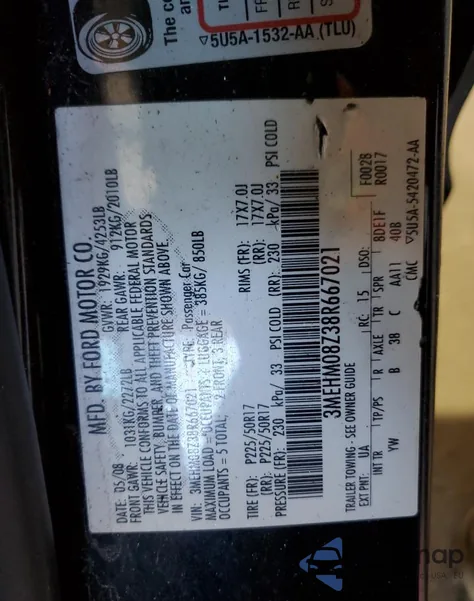 The co
an
5U5A-1532-AA (TLU)
MFD. BY FORD MOTOR CO.
DATE: 05/08
GVWR: 1929KG/4253LB
FRONT GAWR: 1031KG/2272LB
REAR GAWR: 912KG/2010LB
THIS VEHICLE CONFORMS TO ALL APPLICABLE FEDERAL MOTOR
VEHICLE SAFETY, BUMPER, AND THEFT PREVENTION STANDARDS
IN EFFECT ON THE DATE OF MANUFACTURE SHOWN ABOVE.
VIN: 3MEHM08Z38R667021
TYPE: Passenger Car
MAXIMUM LOAD = OCCUPANTS + LUGGAGE = 385KG/ 850LB
OCCUPANTS = 5 TOTAL, 2 FRONT, 3 REAR
TIRE (FR): P225/50R17
RIMS (FR): 17X7.0J
(RR): P225/50R17
(RR): 17X7.0J
PRESSURE (FR): 230 kPa/ 33 PSI COLD (RR): 230 kPa/ 33 PSI COLD
3MEHM08Z38R667021
F0028
R0017
TRAILER TOWING - SEE OWNER GUIDE
EXT PNT: UA
RC: 15
DSO:
INT TR
TP/PS
R
AXLE
TR
SPR
8DE1F
YW
B
38
C
AA11
40B
CMC
5U5A-5420472-AA